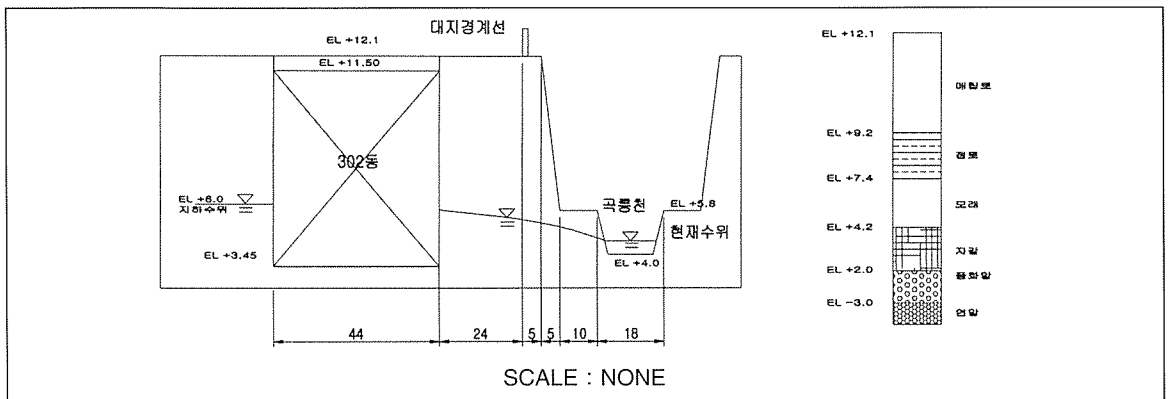 대지경계선
EL +12.1
EL +11.50
302동
EL +6.0
지하수위
곡릉천
EL +5.8
현재수위
EL +3.45
EL +4.0
44
24
5
5
10
18
SCALE : NONE
EL +12.1
매립토
EL +9.2
점토
EL +7.4
모래
EL +4.2
자갈
EL +2.0
풍화암
EL -3.0
연암